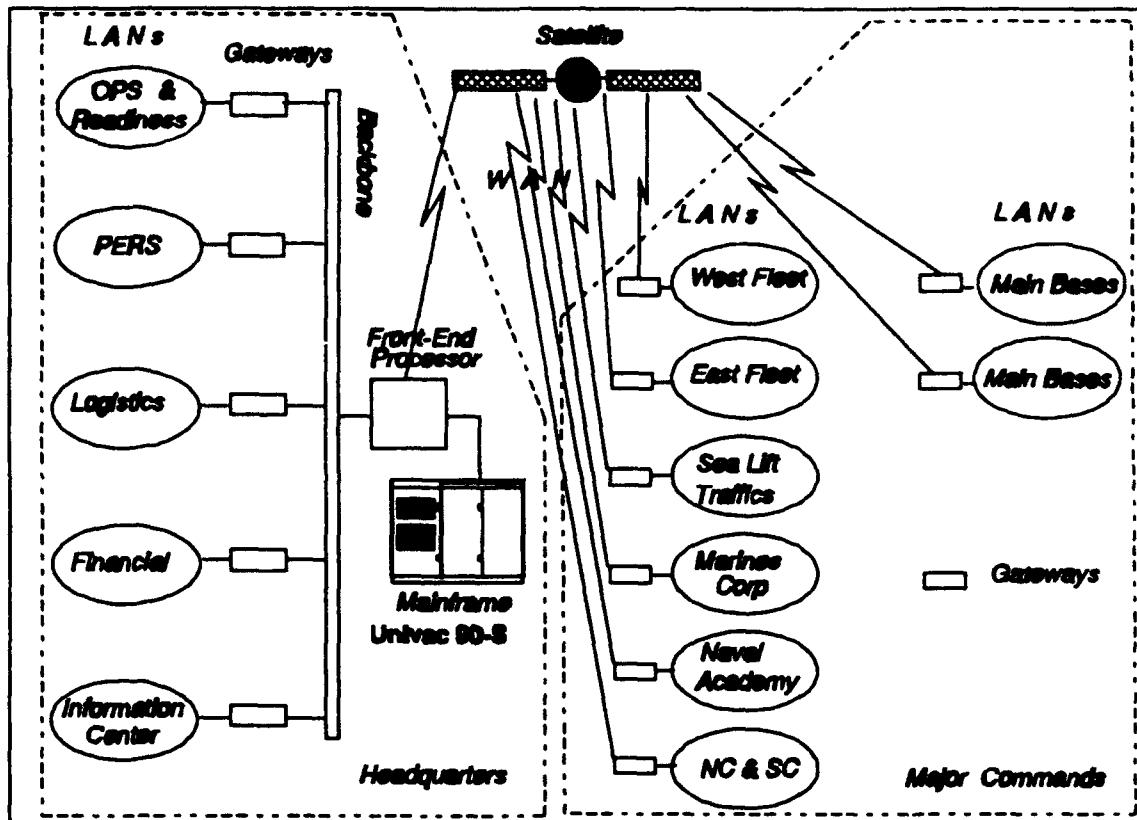 LANs
Gateways
OPS &
Readiness
Backbone
PERS
Logistics
Financial
Information
Center
Front-End
Processor
Mainframe
Univac 90-S
Headquarters
Satelite
WAN
LANs
West Fleet
East Fleet
Sea Lift
Traffics
Marines
Corp
Naval
Academy
NC & SC
LANs
Main Bases
Main Bases
Gateways
Major Commands